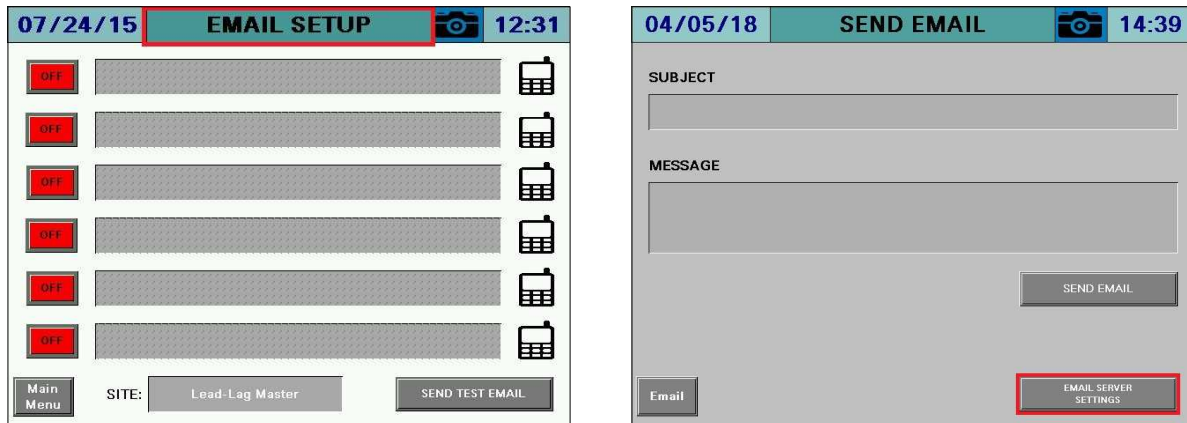 07/24/15 EMAIL SETUP 12:31
OFF
OFF
OFF
OFF
OFF
OFF
Main
Menu
SITE: Lead-Lag Master
SEND TEST EMAIL
04/05/18 SEND EMAIL 14:39
SUBJECT
MESSAGE
SEND EMAIL
Email
EMAIL SERVER
SETTINGS